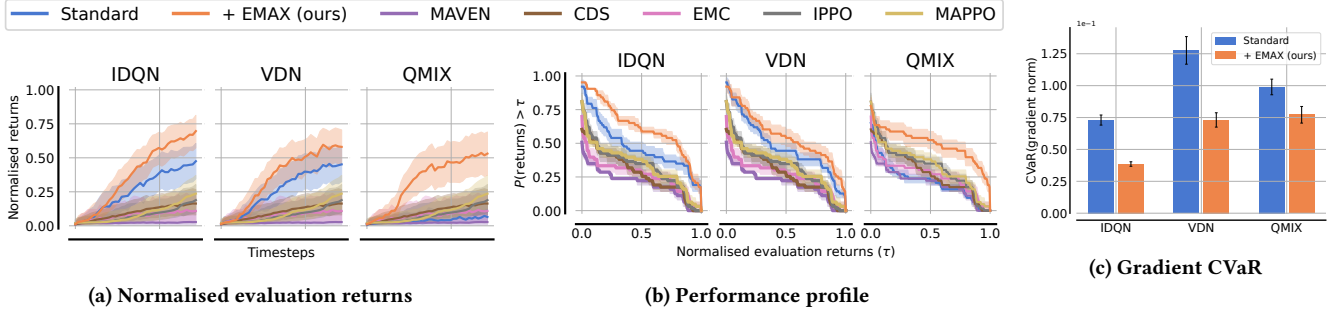 Standard + EMAX (ours) MAVEN CDS EMC IPPO MAPPO
IDQN VDN QMIX
Normalised returns
1.00
0.75
0.50
0.25
0.00
Timesteps
(a) Normalised evaluation returns
IDQN VDN QMIX
P(returns) > τ
1.00
0.75
0.50
0.25
0.00
0.0 0.5 1.0 0.0 0.5 1.0 0.0 0.5 1.0
Normalised evaluation returns (τ)
(b) Performance profile
1e−1
Standard
+ EMAX (ours)
CVaR(gradient norm)
1.25
1.00
0.75
0.50
0.25
0.00
IDQN VDN QMIX
(c) Gradient CVaR